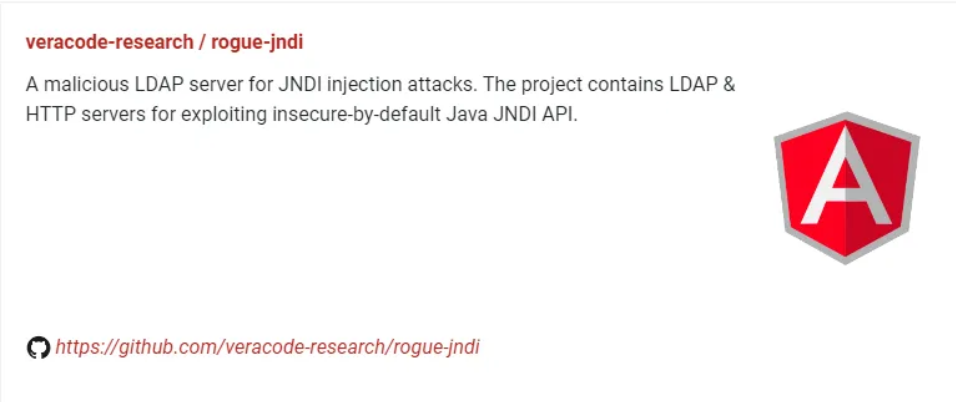 veracode-research / rogue-jndi
A malicious LDAP server for JNDI injection attacks. The project contains LDAP &
HTTP servers for exploiting insecure-by-default Java JNDI API.
A
https://github.com/veracode-research/rogue-jndi